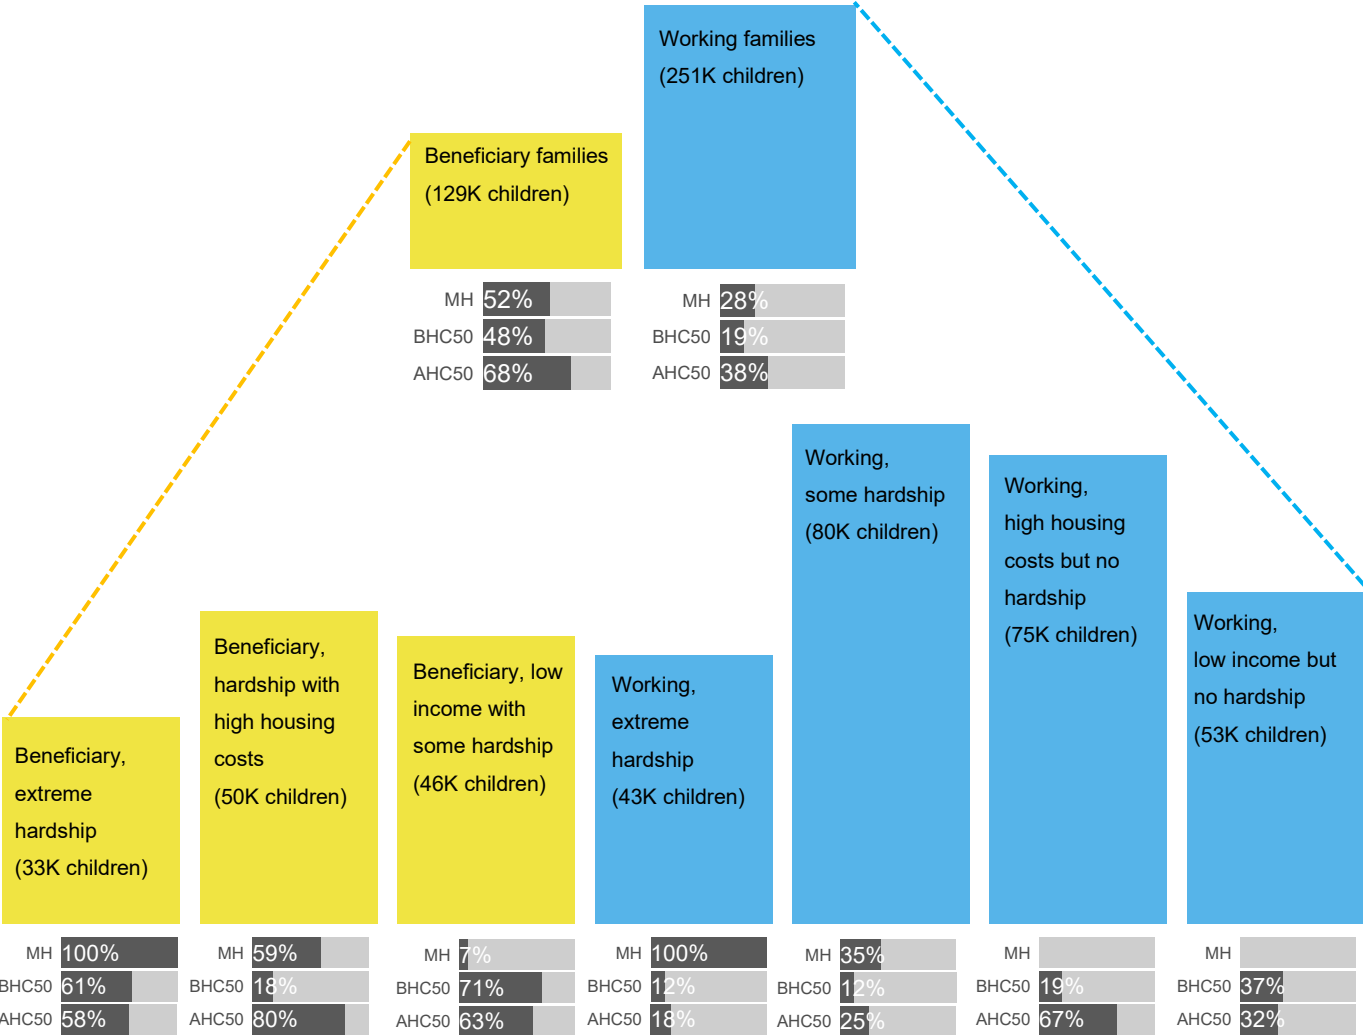 Working families
(251K children)
Beneficiary families
(129K children)
MH 52%
BHC50 48%
AHC50 68%
MH 28%
BHC50 19%
AHC50 38%
Beneficiary,
extreme
hardship
(33K children)
Beneficiary,
hardship with
high housing
costs
(50K children)
Beneficiary, low
income with
some hardship
(46K children)
Working,
extreme
hardship
(43K children)
Working,
some hardship
(80K children)
Working,
high housing
costs but no
hardship
(75K children)
Working,
low income but
no hardship
(53K children)
MH 100%
BHC50 61%
AHC50 58%
MH 59%
BHC50 18%
AHC50 80%
MH 7%
BHC50 71%
AHC50 63%
MH 100%
BHC50 12%
AHC50 18%
MH 35%
BHC50 12%
AHC50 25%
MH
BHC50 19%
AHC50 67%
MH
BHC50 37%
AHC50 32%